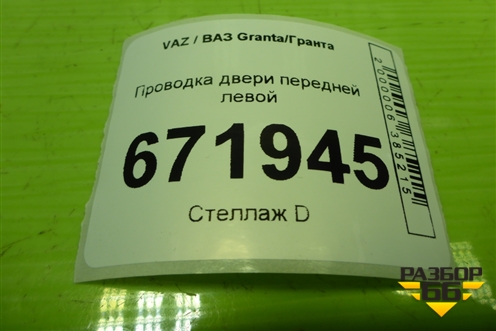 VAZ / ВАЗ Granta/Гранта
Проводка двери передней
левой
671945
Стеллаж D
2000006385215
РАЗБОР
66